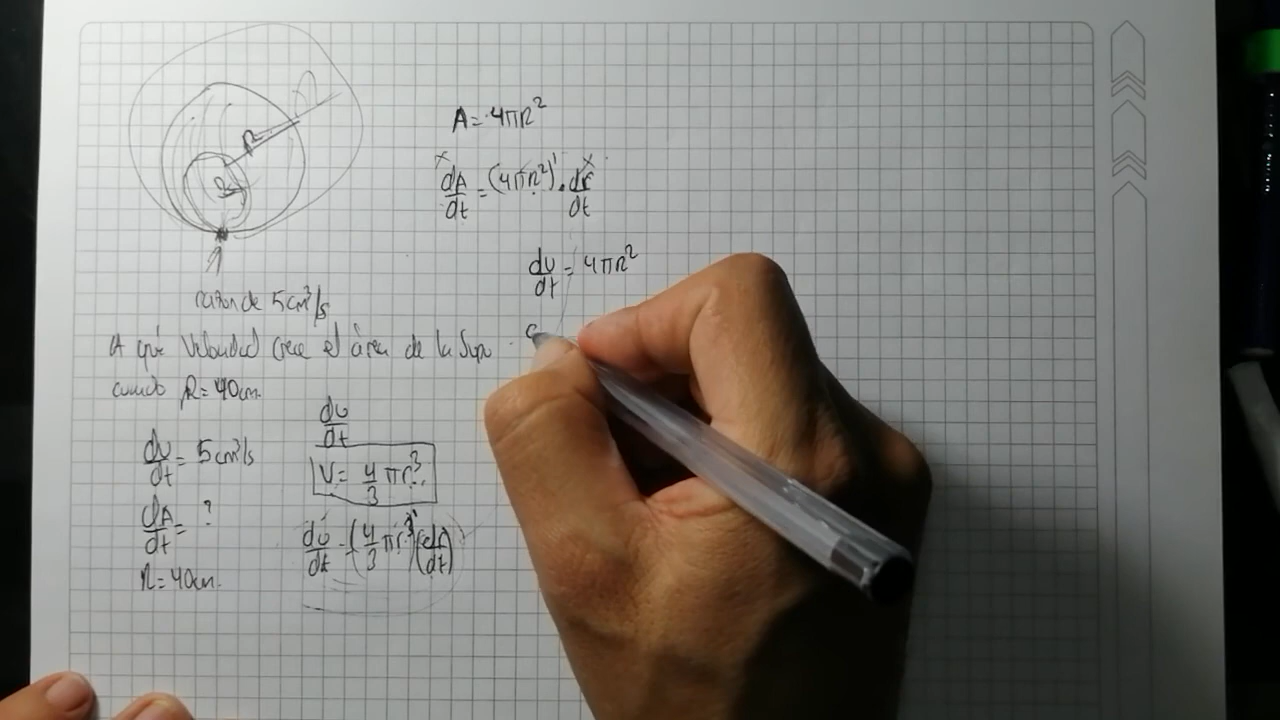 R
razon de 5cm³/s
A qué Velocidad crece el área de la Sup
cuando R=40cm.
dv/dt = 5cm³/s
dA/dt = ?
R=40cm.
dv/dt
V= 4/3 πr³
dv/dt = (4/3 πr³)' (dr/dt)
A=4πR²
dA/dt = (4πR²)' . dr/dt
dv/dt = 4πR²